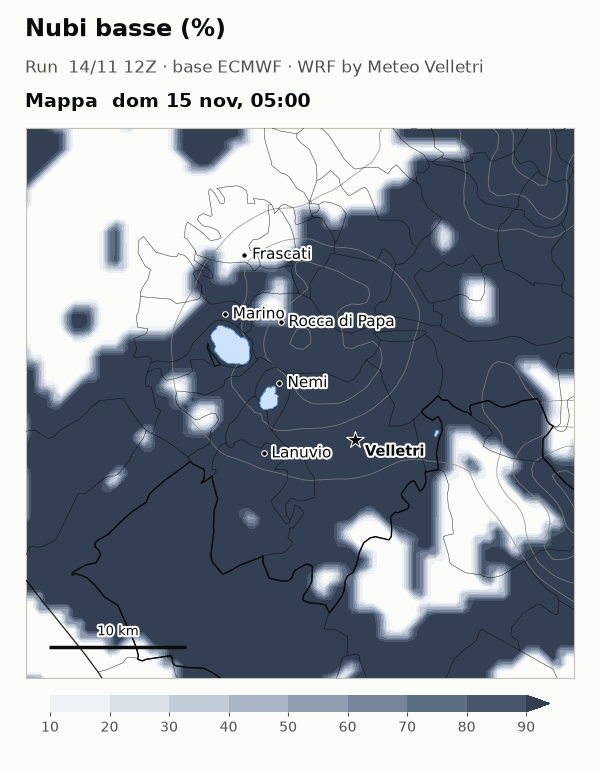 Nubi basse (%)
Run  14/11 12Z · base ECMWF · WRF by Meteo Velletri
Mappa  dom 15 nov, 05:00
Frascati
Marino
Rocca di Papa
Nemi
Velletri
Lanuvio
10 km
10 20 30 40 50 60 70 80 90